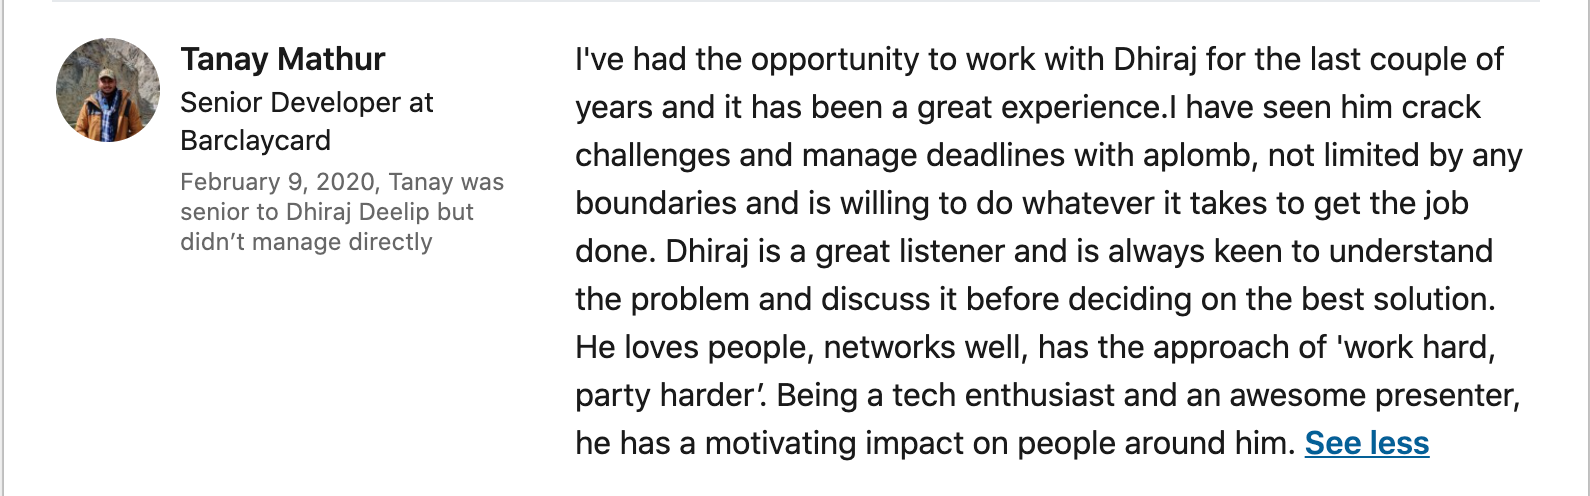 Tanay Mathur
Senior Developer at
Barclaycard
February 9, 2020, Tanay was
senior to Dhiraj Deelip but
didn’t manage directly
I've had the opportunity to work with Dhiraj for the last couple of
years and it has been a great experience.I have seen him crack
challenges and manage deadlines with aplomb, not limited by any
boundaries and is willing to do whatever it takes to get the job
done. Dhiraj is a great listener and is always keen to understand
the problem and discuss it before deciding on the best solution.
He loves people, networks well, has the approach of 'work hard,
party harder’. Being a tech enthusiast and an awesome presenter,
he has a motivating impact on people around him. See less